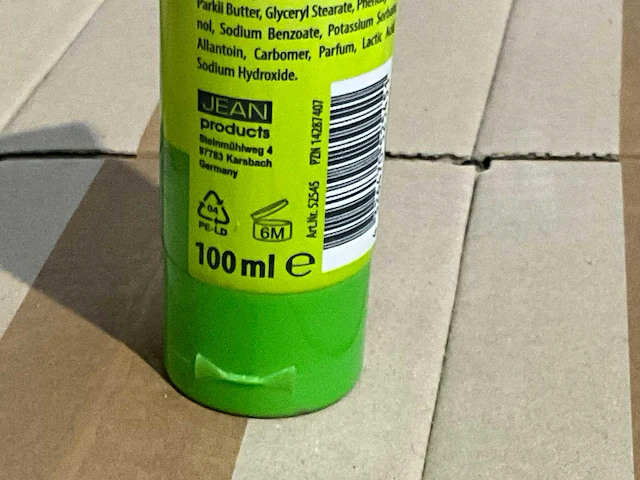 Parkii Butter, Glyceryl Stearate,
nol, Sodium Benzoate, Potassium
Allantoin, Carbomer, Parfum, Lactic
Sodium Hydroxide.
JEAN
products
Steinmühlweg 4
97783 Karsbach
Germany
04
PE-LD
6M
Art.Nr. 52545 PZN 14287407
100 ml e